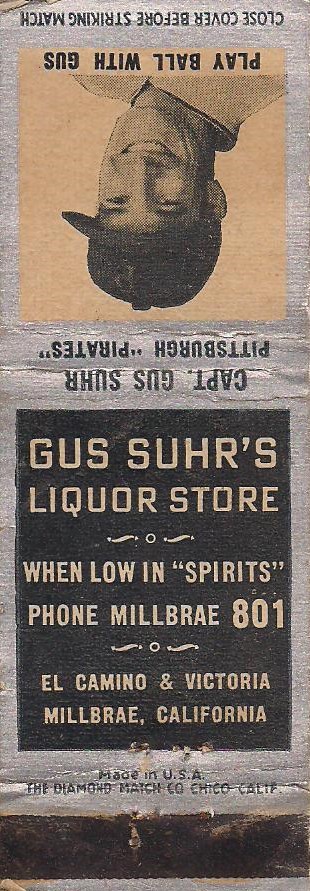 CLOSE COVER BEFORE STRIKING MATCH
PLAY BALL WITH GUS
CAPT. GUS SUHR
PITTSBURGH "PIRATES"
GUS SUHR'S
LIQUOR STORE
WHEN LOW IN "SPIRITS"
PHONE MILLBRAE 801
EL CAMINO & VICTORIA
MILLBRAE, CALIFORNIA
Made in U.S.A.
THE DIAMOND MATCH CO CHICO CALIF